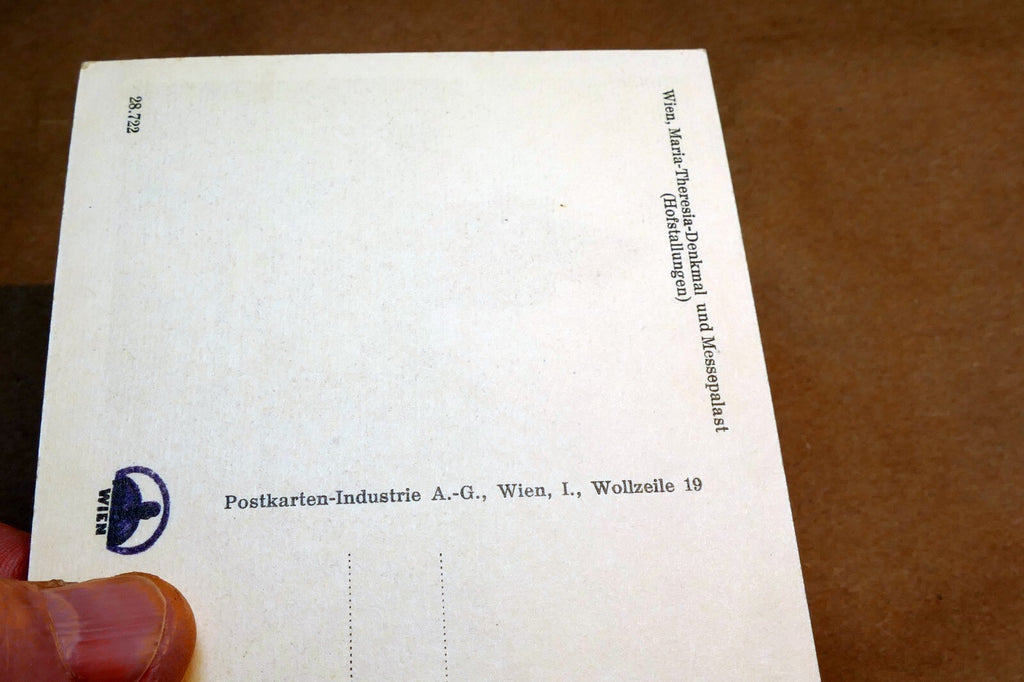 Wien, Maria-Theresia-Denkmal und Messepalast
(Hofstallungen)
28.722
Postkarten-Industrie A.-G., Wien, I., Wollzeile 19
WIEN